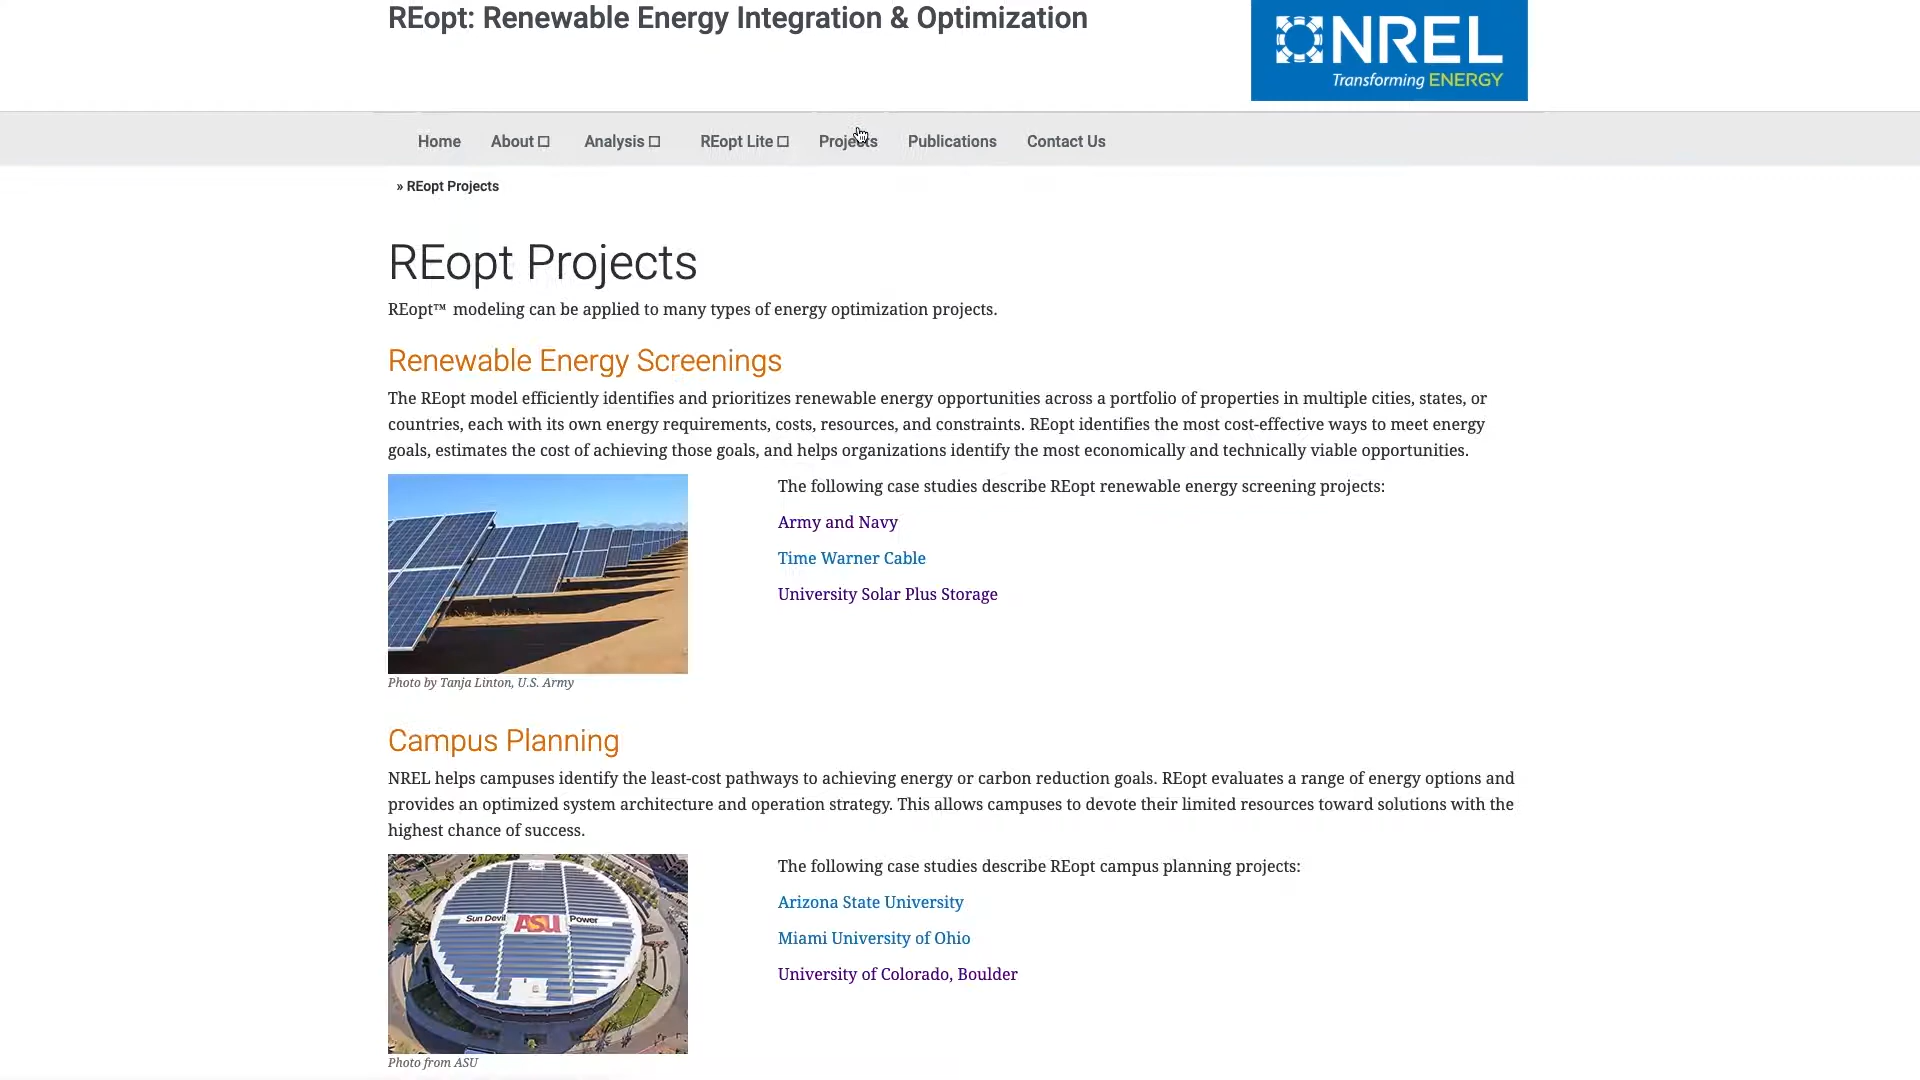 REopt: Renewable Energy Integration & Optimization
NREL
Transforming ENERGY
Home About Analysis REopt Lite Projects Publications Contact Us
» REopt Projects
REopt Projects
REopt™ modeling can be applied to many types of energy optimization projects.
Renewable Energy Screenings
The REopt model efficiently identifies and prioritizes renewable energy opportunities across a portfolio of properties in multiple cities, states, or
countries, each with its own energy requirements, costs, resources, and constraints. REopt identifies the most cost-effective ways to meet energy
goals, estimates the cost of achieving those goals, and helps organizations identify the most economically and technically viable opportunities.
The following case studies describe REopt renewable energy screening projects:
Army and Navy
Time Warner Cable
University Solar Plus Storage
Photo by Tanja Linton, U.S. Army
Campus Planning
NREL helps campuses identify the least-cost pathways to achieving energy or carbon reduction goals. REopt evaluates a range of energy options and
provides an optimized system architecture and operation strategy. This allows campuses to devote their limited resources toward solutions with the
highest chance of success.
The following case studies describe REopt campus planning projects:
Arizona State University
Miami University of Ohio
University of Colorado, Boulder
Sun Devil ASU Power
Photo from ASU